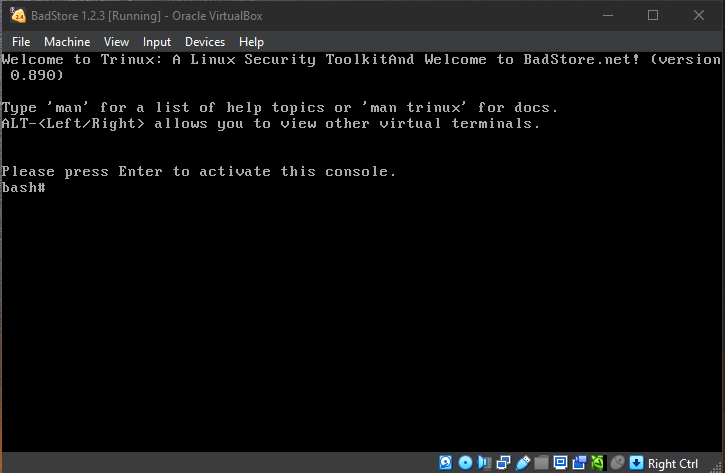 BadStore 1.2.3 [Running] - Oracle VirtualBox
File Machine View Input Devices Help
Welcome to Trinux: A Linux Security ToolkitAnd Welcome to BadStore.net! (version
 0.890)
Type 'man' for a list of help topics or 'man trinux' for docs.
ALT-<Left/Right> allows you to view other virtual terminals.
Please press Enter to activate this console.
bash#
Right Ctrl